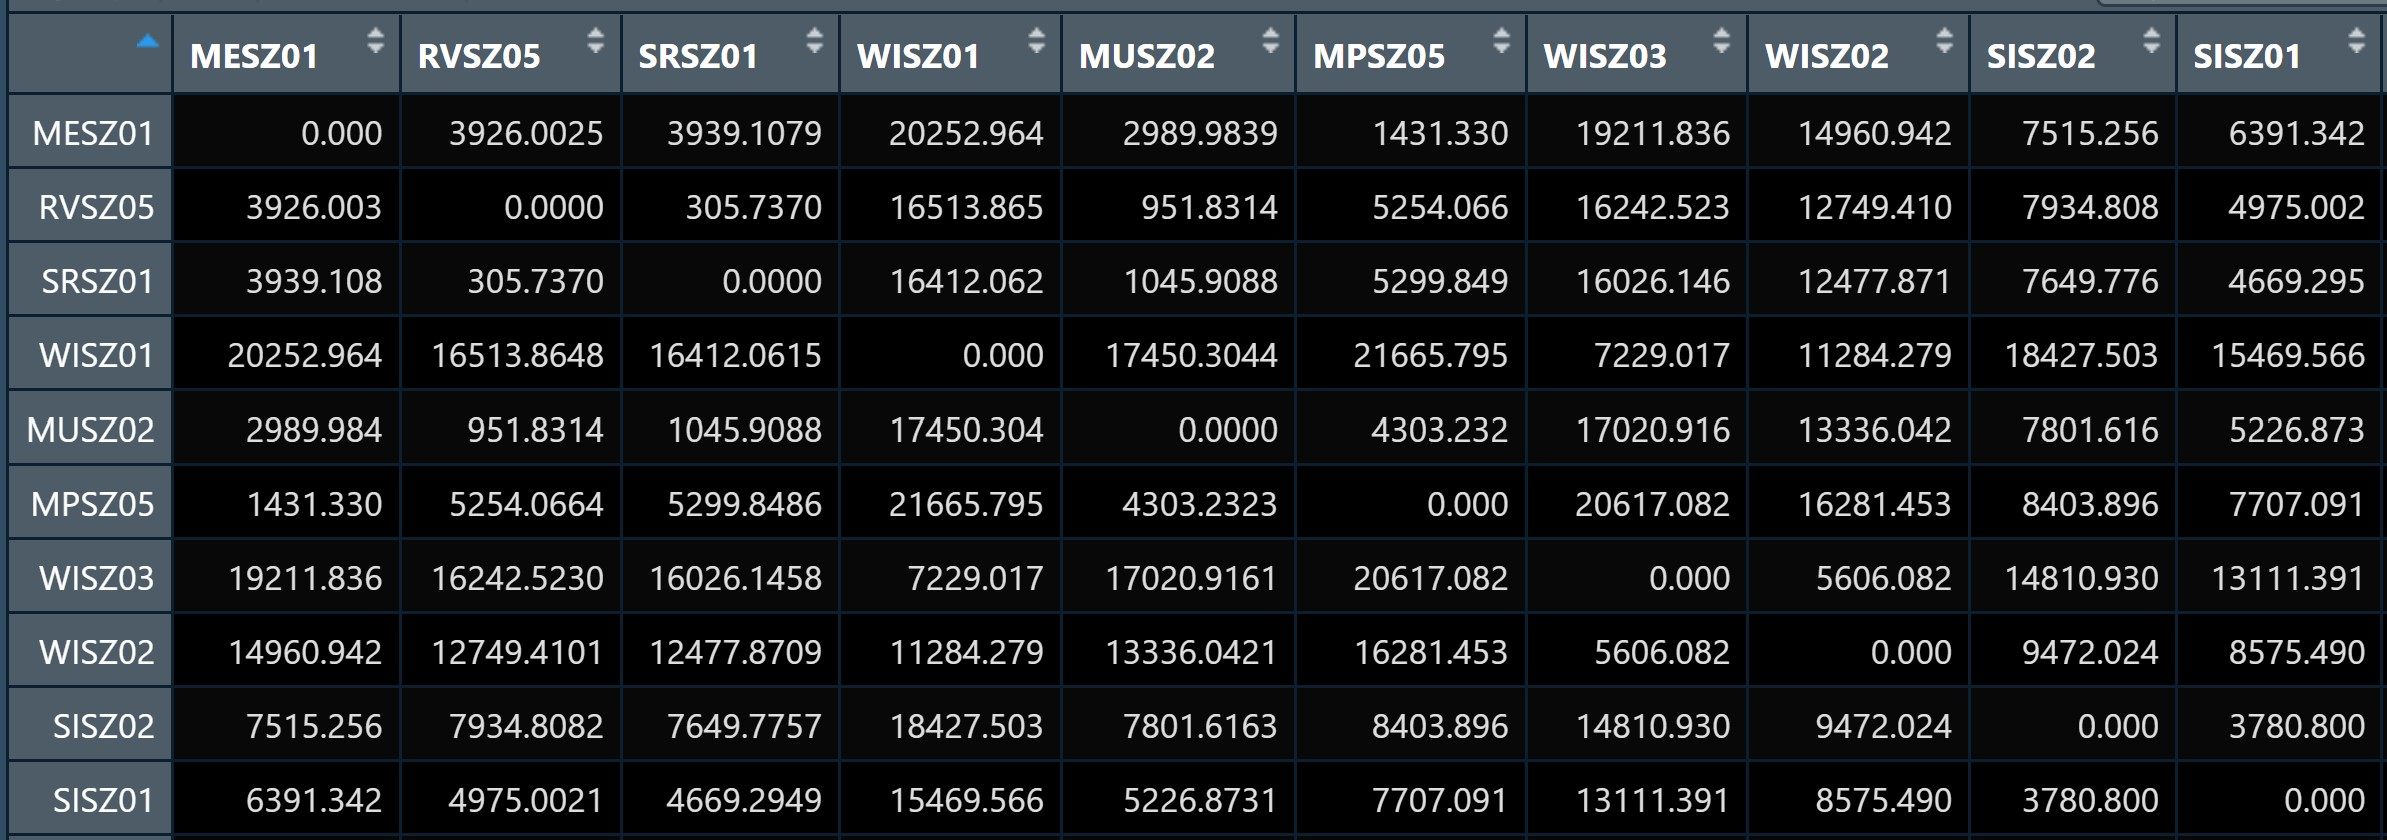 MESZ01 RVSZ05 SRSZ01 WISZ01 MUSZ02 MPSZ05 WISZ03 WISZ02 SISZ02 SISZ01
MESZ01 0.000 3926.0025 3939.1079 20252.964 2989.9839 1431.330 19211.836 14960.942 7515.256 6391.342
RVSZ05 3926.003 0.0000 305.7370 16513.865 951.8314 5254.066 16242.523 12749.410 7934.808 4975.002
SRSZ01 3939.108 305.7370 0.0000 16412.062 1045.9088 5299.849 16026.146 12477.871 7649.776 4669.295
WISZ01 20252.964 16513.8648 16412.0615 0.000 17450.3044 21665.795 7229.017 11284.279 18427.503 15469.566
MUSZ02 2989.984 951.8314 1045.9088 17450.304 0.0000 4303.232 17020.916 13336.042 7801.616 5226.873
MPSZ05 1431.330 5254.0664 5299.8486 21665.795 4303.2323 0.000 20617.082 16281.453 8403.896 7707.091
WISZ03 19211.836 16242.5230 16026.1458 7229.017 17020.9161 20617.082 0.000 5606.082 14810.930 13111.391
WISZ02 14960.942 12749.4101 12477.8709 11284.279 13336.0421 16281.453 5606.082 0.000 9472.024 8575.490
SISZ02 7515.256 7934.8082 7649.7757 18427.503 7801.6163 8403.896 14810.930 9472.024 0.000 3780.800
SISZ01 6391.342 4975.0021 4669.2949 15469.566 5226.8731 7707.091 13111.391 8575.490 3780.800 0.000